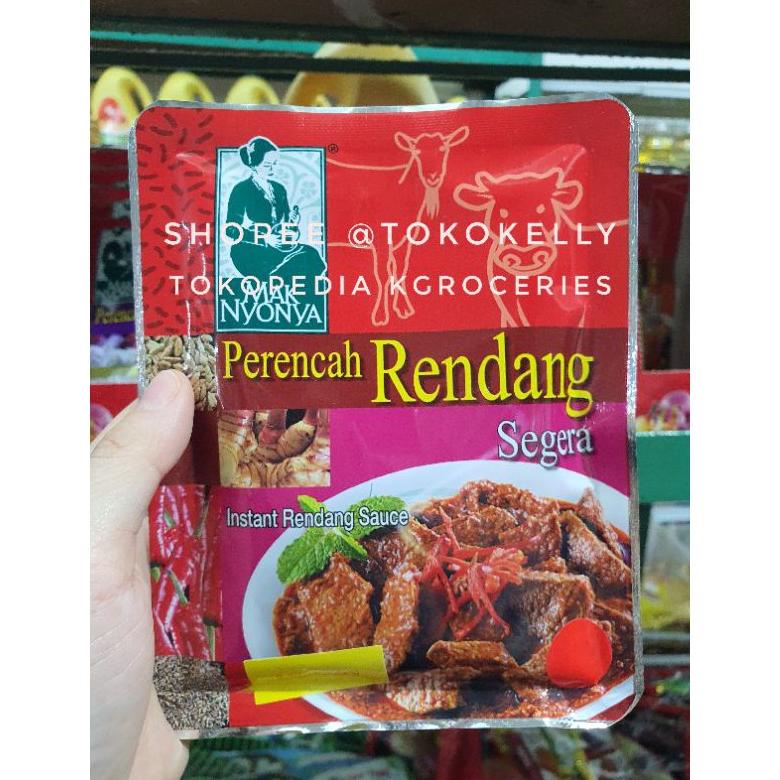 ®
SHOPEE @TOKOKELLY
TOKOPEDIA KGROCERIES
MAK
NYONYA
Perencah Rendang
Segera
Instant Rendang Sauce